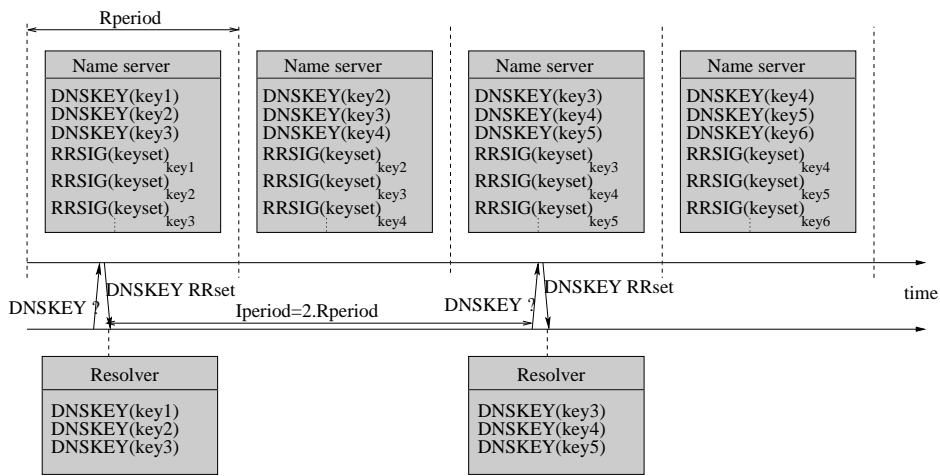 Rperiod
Name server
DNSKEY(key1)
DNSKEY(key2)
DNSKEY(key3)
RRSIG(keyset)key1
RRSIG(keyset)key2
RRSIG(keyset)key3
Name server
DNSKEY(key2)
DNSKEY(key3)
DNSKEY(key4)
RRSIG(keyset)key2
RRSIG(keyset)key3
RRSIG(keyset)key4
Name server
DNSKEY(key3)
DNSKEY(key4)
DNSKEY(key5)
RRSIG(keyset)key3
RRSIG(keyset)key4
RRSIG(keyset)key5
Name server
DNSKEY(key4)
DNSKEY(key5)
DNSKEY(key6)
RRSIG(keyset)key4
RRSIG(keyset)key5
RRSIG(keyset)key6
DNSKEY ?
DNSKEY RRset
Iperiod=2.Rperiod
DNSKEY ?
DNSKEY RRset
time
Resolver
DNSKEY(key1)
DNSKEY(key2)
DNSKEY(key3)
Resolver
DNSKEY(key3)
DNSKEY(key4)
DNSKEY(key5)